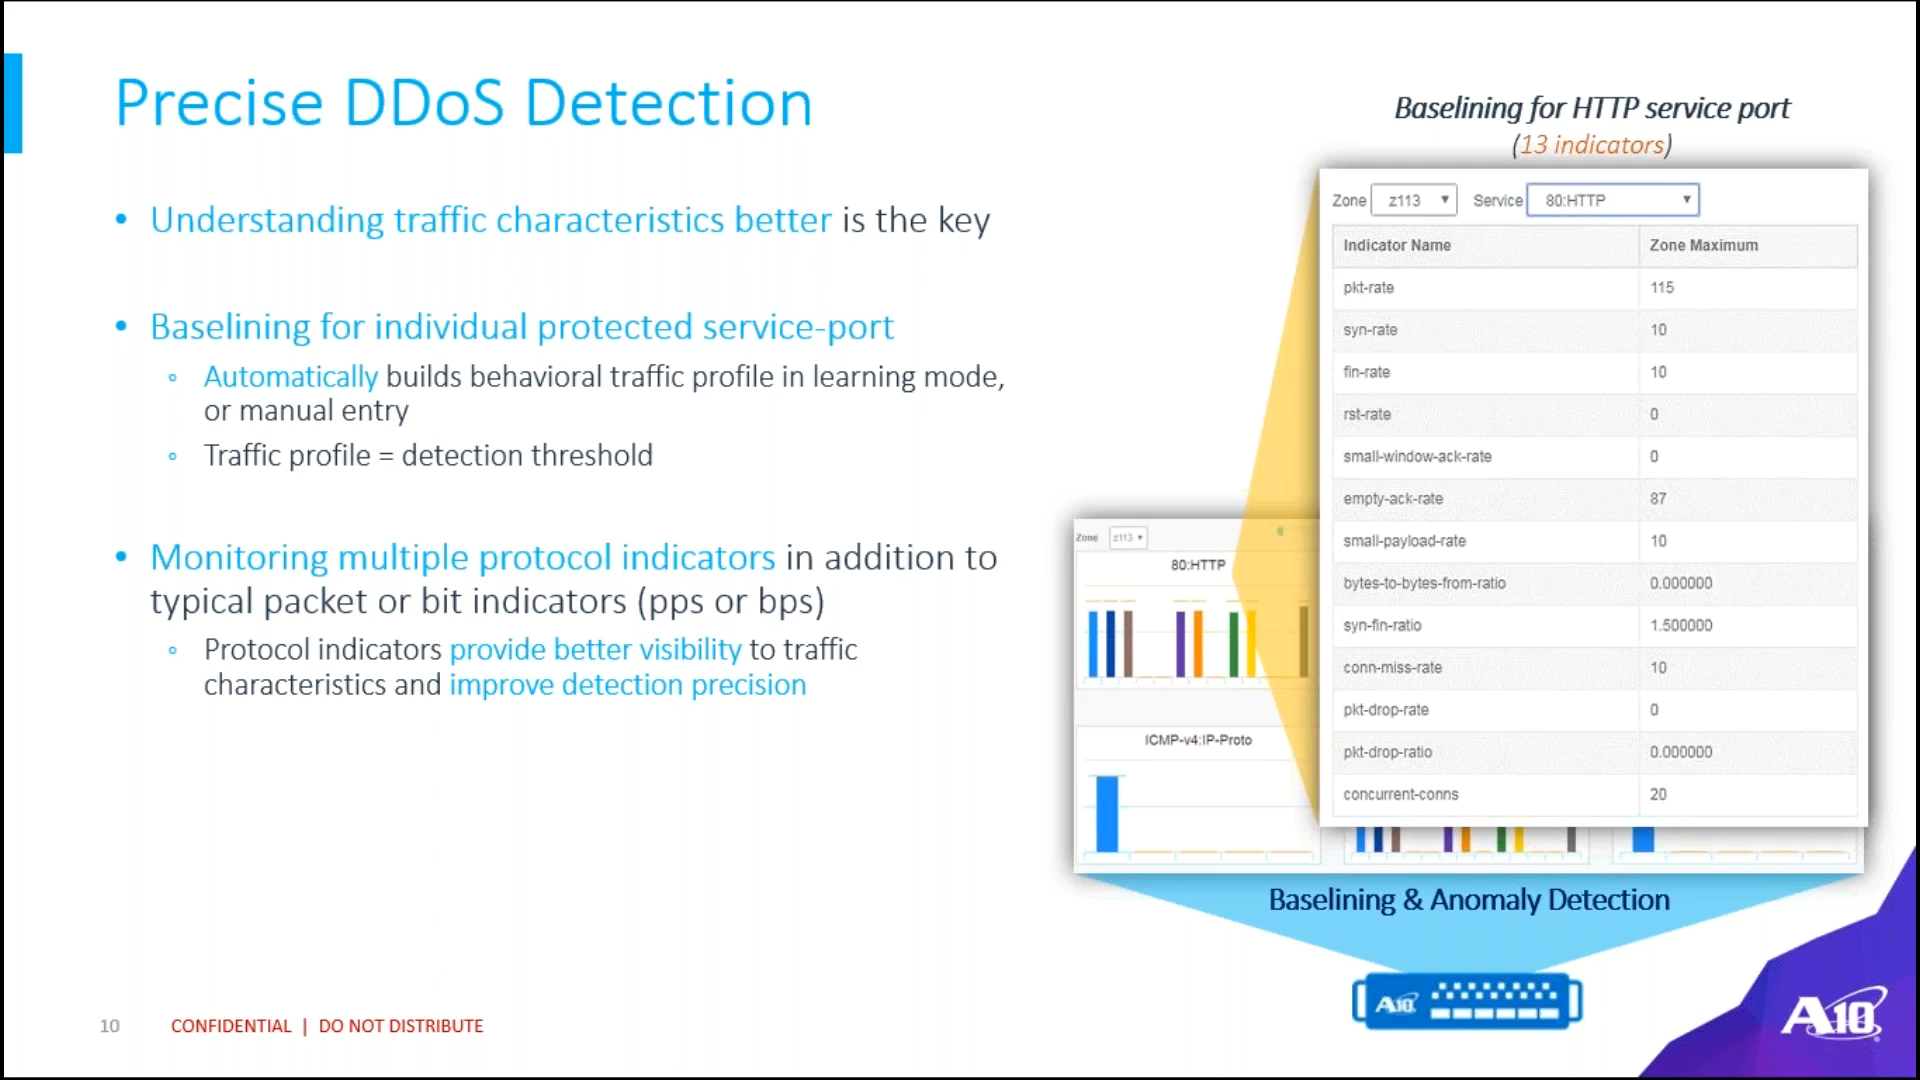 Precise DDoS Detection
• Understanding traffic characteristics better is the key
• Baselining for individual protected service-port
◦ Automatically builds behavioral traffic profile in learning mode,
or manual entry
◦ Traffic profile = detection threshold
• Monitoring multiple protocol indicators in addition to
typical packet or bit indicators (pps or bps)
◦ Protocol indicators provide better visibility to traffic
characteristics and improve detection precision
Baselining for HTTP service port
(13 indicators)
Zone z113 Service 80:HTTP
Indicator Name Zone Maximum
pkt-rate 115
syn-rate 10
fin-rate 10
rst-rate 0
small-window-ack-rate 0
empty-ack-rate 87
small-payload-rate 10
bytes-to-bytes-from-ratio 0.000000
syn-fin-ratio 1.500000
conn-miss-rate 10
pkt-drop-rate 0
pkt-drop-ratio 0.000000
concurrent-conns 20
Zone z113
80:HTTP
ICMP-v4:IP-Proto
Baselining & Anomaly Detection
A10
10 CONFIDENTIAL | DO NOT DISTRIBUTE
A10